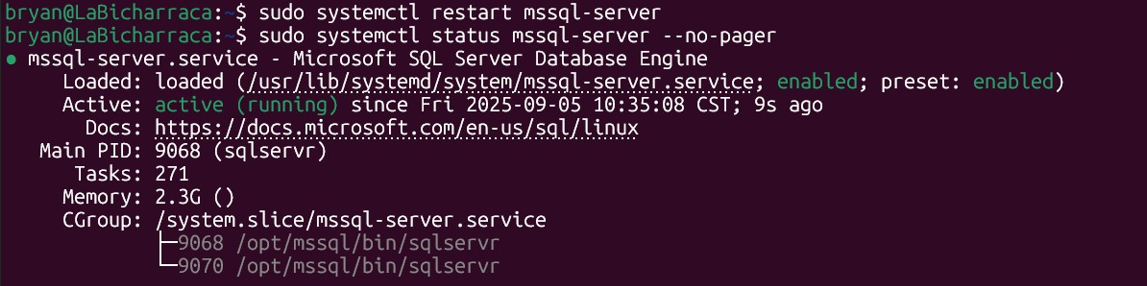 bryan@LaBicharraca:~$ sudo systemctl restart mssql-server
bryan@LaBicharraca:~$ sudo systemctl status mssql-server --no-pager
● mssql-server.service - Microsoft SQL Server Database Engine
     Loaded: loaded (/usr/lib/systemd/system/mssql-server.service; enabled; preset: enabled)
     Active: active (running) since Fri 2025-09-05 10:35:08 CST; 9s ago
       Docs: https://docs.microsoft.com/en-us/sql/linux
   Main PID: 9068 (sqlservr)
      Tasks: 271
     Memory: 2.3G ()
     CGroup: /system.slice/mssql-server.service
             ├─9068 /opt/mssql/bin/sqlservr
             └─9070 /opt/mssql/bin/sqlservr